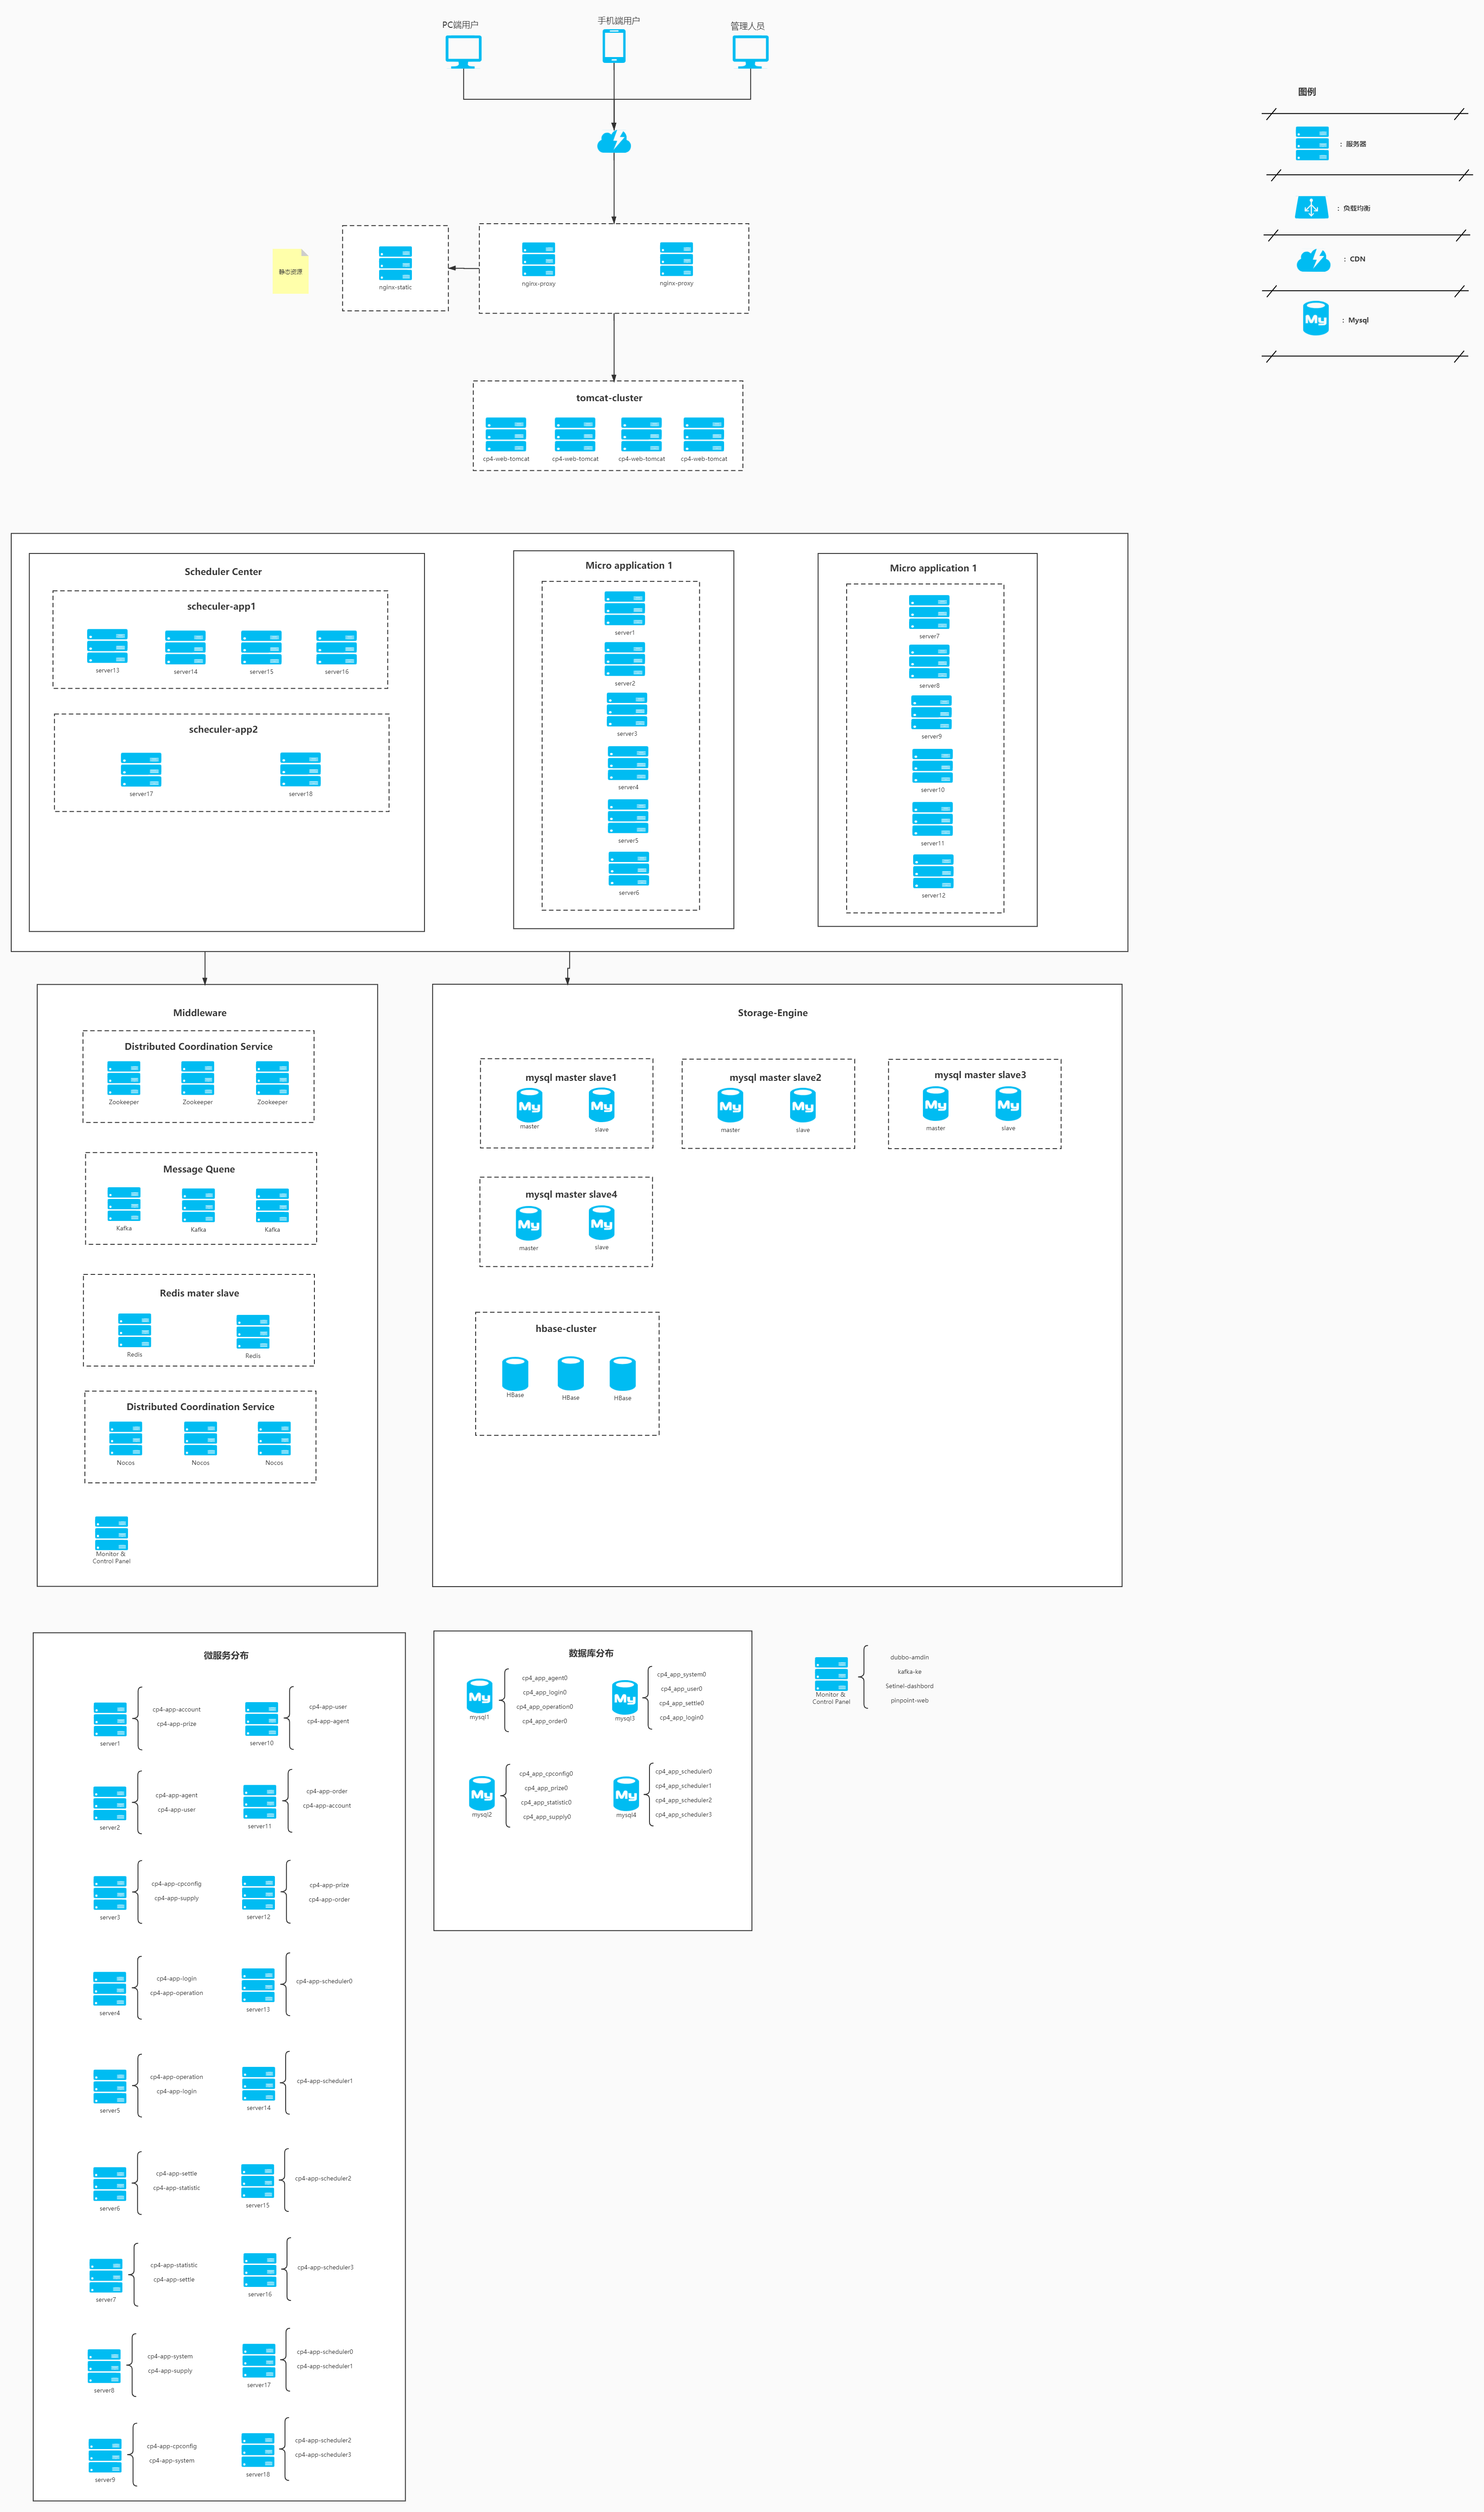 PC端用户
手机端用户
管理人员
图例
：服务器
：负载均衡
：CDN
：Mysql
静态资源
nginx-static
nginx-proxy
nginx-proxy
tomcat-cluster
cp4-web-tomcat
cp4-web-tomcat
cp4-web-tomcat
cp4-web-tomcat
Scheduler Center
scheculer-app1
server13
server14
server15
server16
scheculer-app2
server17
server18
Micro application 1
server1
server2
server3
server4
server5
server6
Micro application 1
server7
server8
server9
server10
server11
server12
Middleware
Distributed Coordination Service
Zookeeper
Zookeeper
Zookeeper
Message Quene
Kafka
Kafka
Kafka
Redis mater slave
Redis
Redis
Distributed Coordination Service
Nocos
Nocos
Nocos
Monitor &
Control Panel
Storage-Engine
mysql master slave1
My
My
master
slave
mysql master slave2
My
My
master
slave
mysql master slave3
My
My
master
slave
mysql master slave4
My
My
master
slave
hbase-cluster
HBase
HBase
HBase
微服务分布
server1
cp4-app-account
cp4-app-prize
server10
cp4-app-user
cp4-app-agent
server2
cp4-app-agent
cp4-app-user
server11
cp4-app-order
cp4-app-account
server3
cp4-app-cpconfig
cp4-app-supply
server12
cp4-app-prize
cp4-app-order
server4
cp4-app-login
cp4-app-operation
server13
cp4-app-scheduler0
server5
cp4-app-operation
cp4-app-login
server14
cp4-app-scheduler1
server6
cp4-app-settle
cp4-app-statistic
server15
cp4-app-scheduler2
server7
cp4-app-statistic
cp4-app-settle
server16
cp4-app-scheduler3
server8
cp4-app-system
cp4-app-supply
server17
cp4-app-scheduler0
cp4-app-scheduler1
server9
cp4-app-cpconfig
cp4-app-system
server18
cp4-app-scheduler2
cp4-app-scheduler3
数据库分布
My
mysql1
cp4_app_agent0
cp4_app_login0
cp4_app_operation0
cp4_app_order0
My
mysql3
cp4_app_system0
cp4_app_user0
cp4_app_settle0
cp4_app_login0
My
mysql2
cp4_app_cpconfig0
cp4_app_prize0
cp4_app_statistic0
cp4_app_supply0
My
mysql4
cp4_app_scheduler0
cp4_app_scheduler1
cp4_app_scheduler2
cp4_app_scheduler3
Monitor &
Control Panel
dubbo-amdin
kafka-ke
Setinel-dashbord
pinpoint-web